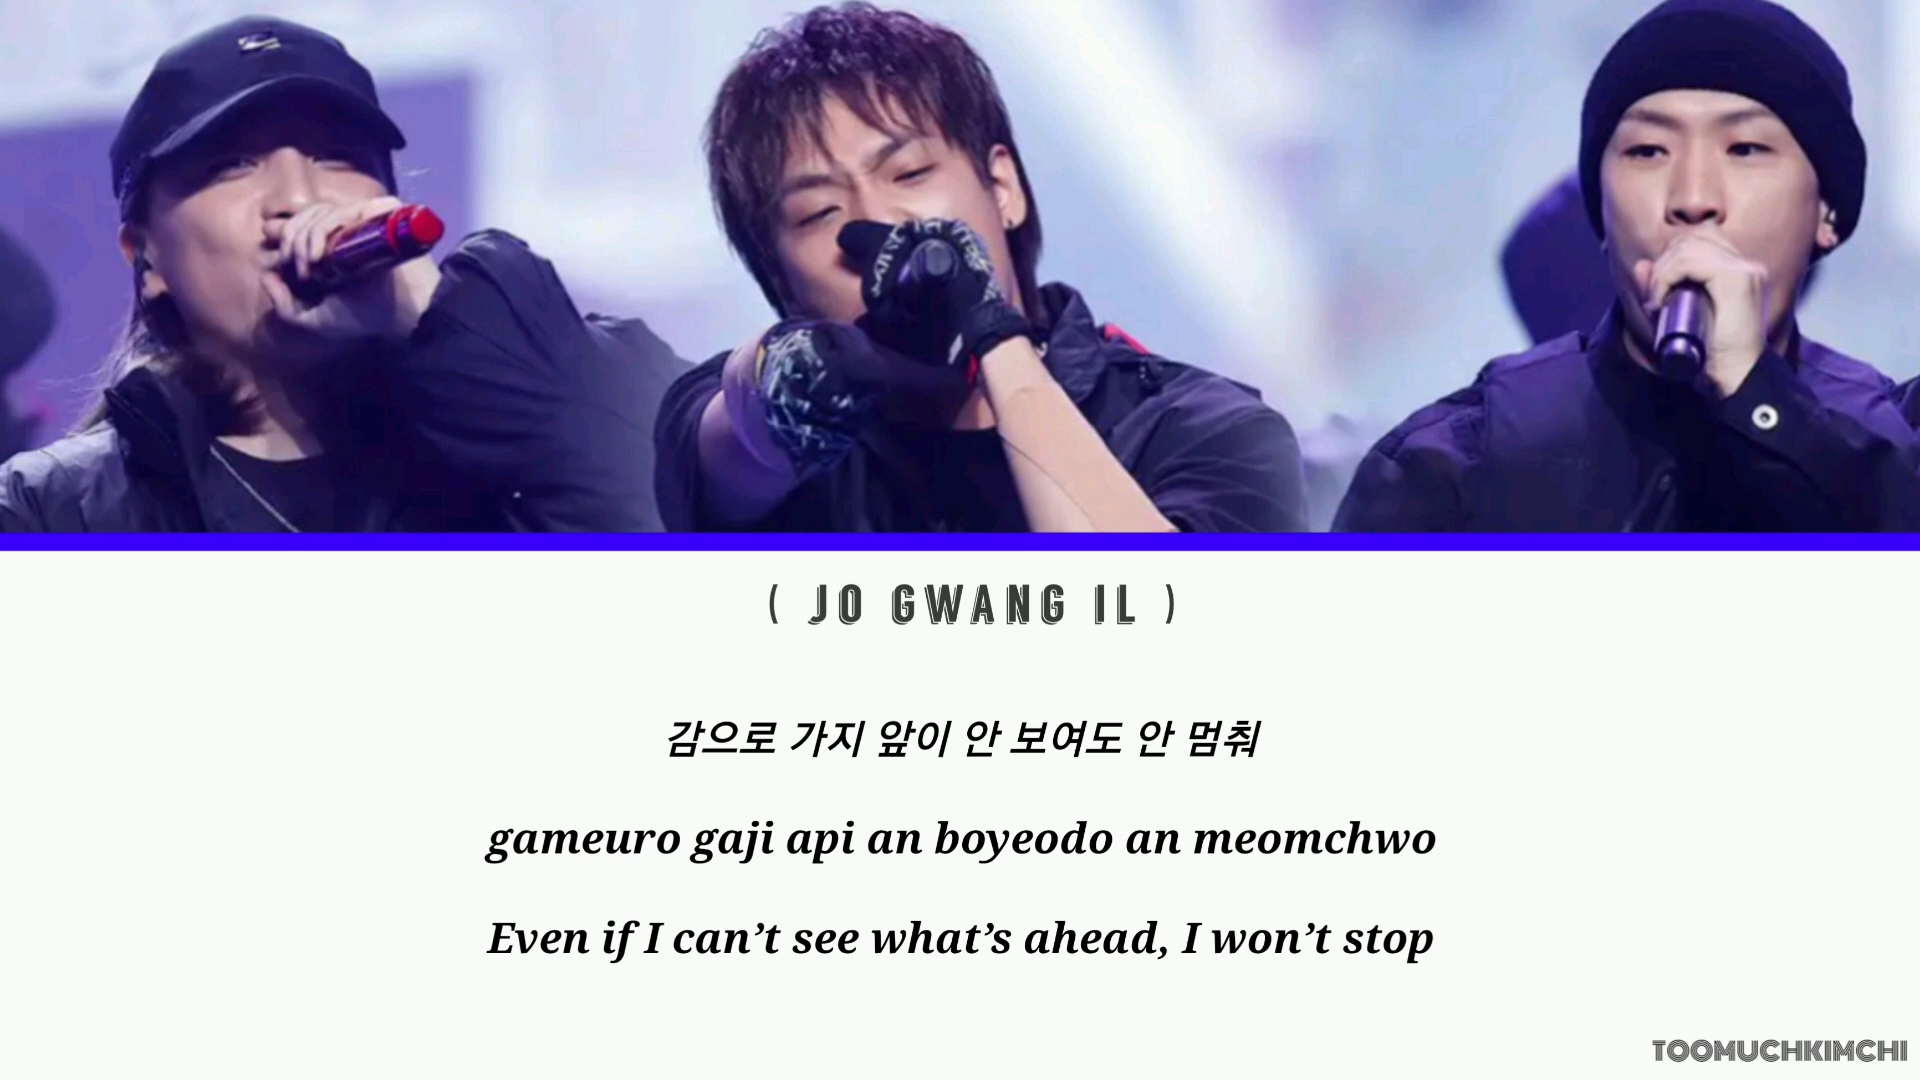 ( JO GWANG IL )
감으로 가지 앞이 안 보여도 안 멈춰
gameuro gaji api an boyeodo an meomchwo
Even if I can’t see what’s ahead, I won’t stop
TOOMUCHKIMCHI